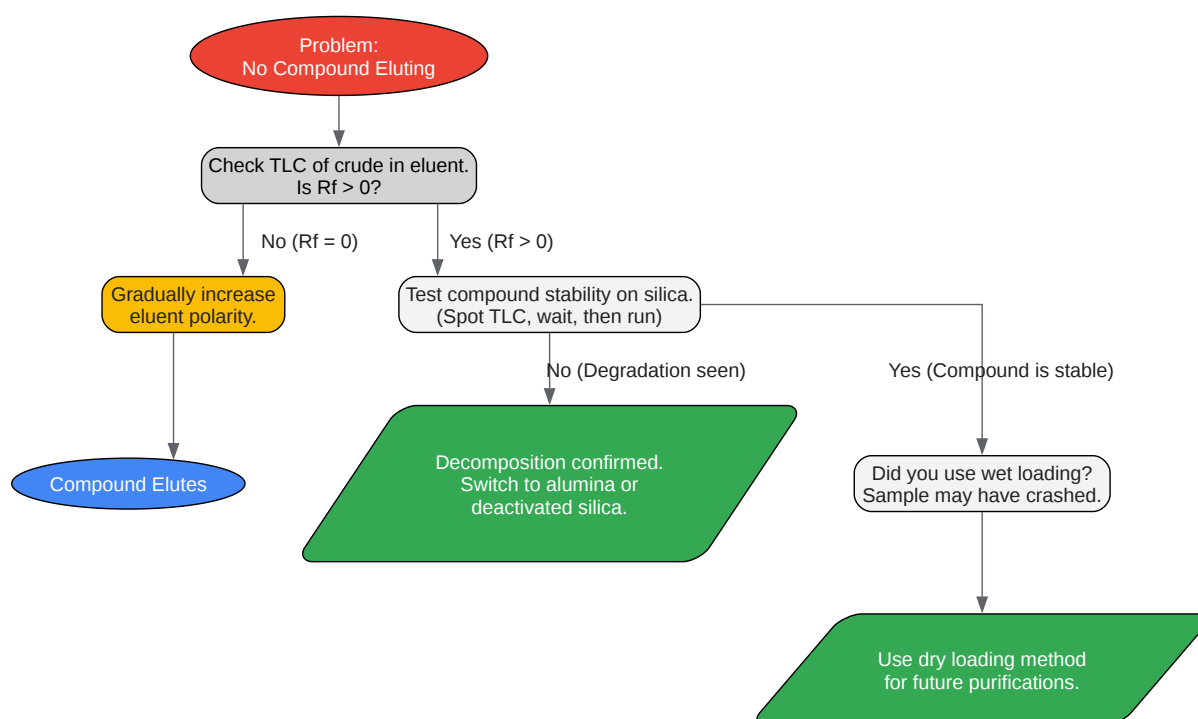 Problem:
No Compound Eluting
Check TLC of crude in eluent.
Is Rf > 0?
No (Rf = 0)
Yes (Rf > 0)
Gradually increase
eluent polarity.
Test compound stability on silica.
(Spot TLC, wait, then run)
No (Degradation seen)
Yes (Compound is stable)
Compound Elutes
Decomposition confirmed.
Switch to alumina or
deactivated silica.
Did you use wet loading?
Sample may have crashed.
Use dry loading method
for future purifications.